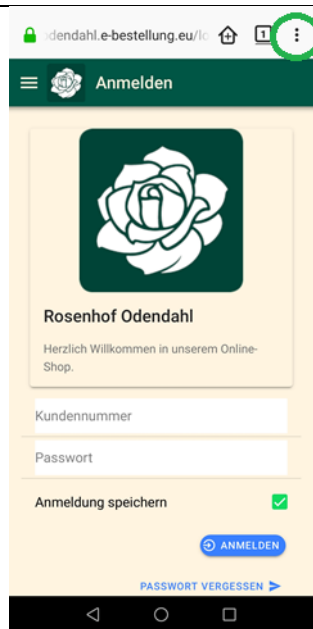 odendahl.e-bestellung.eu/lo
1
Anmelden
Rosenhof Odendahl
Herzlich Willkommen in unserem Online-
Shop.
Kundennummer
Passwort
Anmeldung speichern
ANMELDEN
PASSWORT VERGESSEN